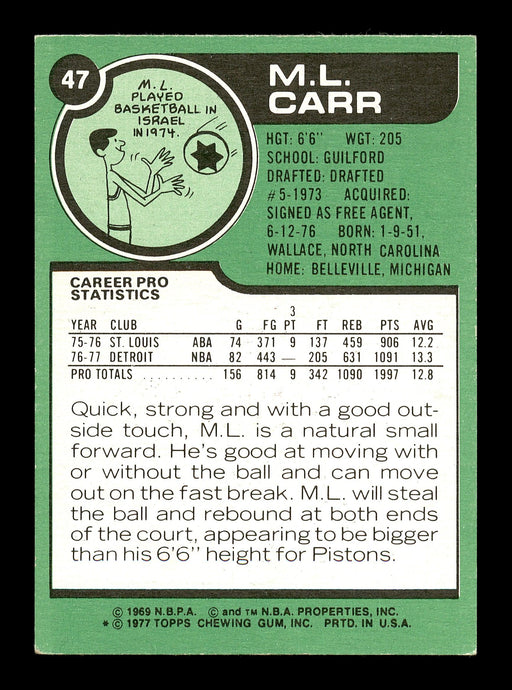 47
M.L.
PLAYED
BASKETBALL IN
ISRAEL
IN 1974.
M.L.
CARR
HGT: 6'6" WGT: 205
SCHOOL: GUILFORD
DRAFTED: DRAFTED
#5-1973 ACQUIRED:
SIGNED AS FREE AGENT,
6-12-76 BORN: 1-9-51,
WALLACE, NORTH CAROLINA
HOME: BELLEVILLE, MICHIGAN
CAREER PRO
STATISTICS
3
YEAR CLUB G FG PT FT REB PTS AVG
75-76 ST. LOUIS ABA 74 371 9 137 459 906 12.2
76-77 DETROIT NBA 82 443 — 205 631 1091 13.3
PRO TOTALS .......... 156 814 9 342 1090 1997 12.8
Quick, strong and with a good out-
side touch, M.L. is a natural small
forward. He's good at moving with
or without the ball and can move
out on the fast break. M.L. will steal
the ball and rebound at both ends
of the court, appearing to be bigger
than his 6'6" height for Pistons.
© 1969 N.B.P.A. © and ™ N.B.A. PROPERTIES, INC.
* © 1977 TOPPS CHEWING GUM, INC. PRTD. IN U.S.A.